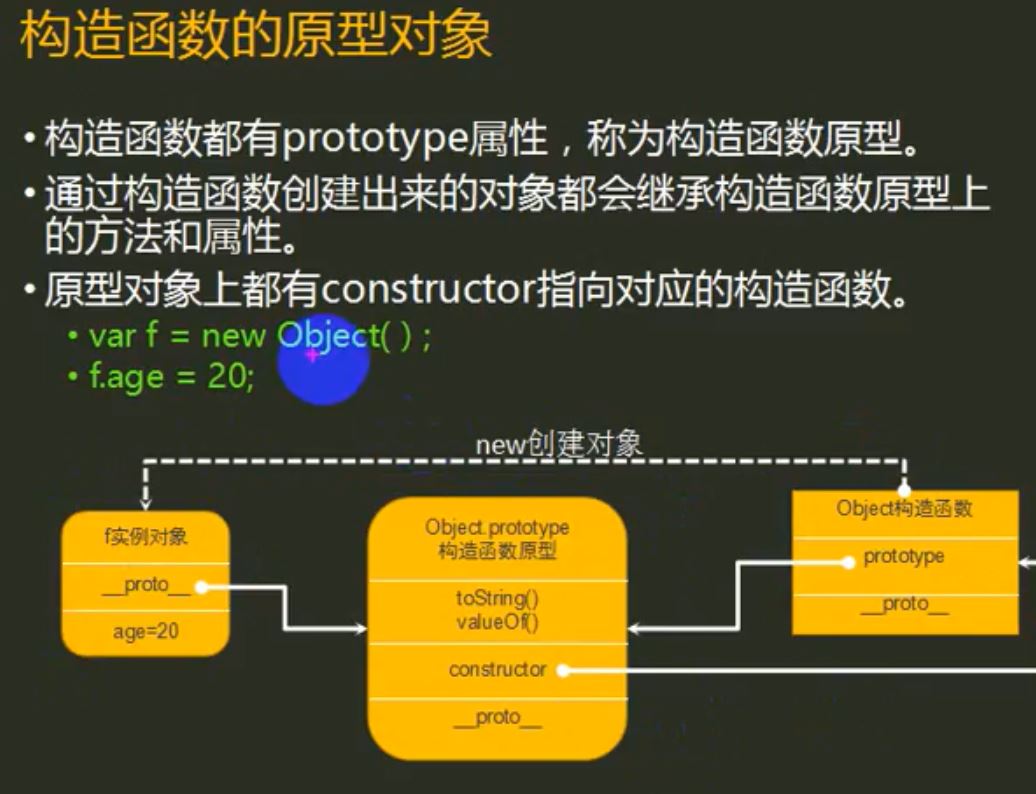 构造函数的原型对象
• 构造函数都有prototype属性，称为构造函数原型。
• 通过构造函数创建出来的对象都会继承构造函数原型上
的方法和属性。
• 原型对象上都有constructor指向对应的构造函数。
• var f = new Object( ) ;
• f.age = 20;
new创建对象
f实例对象
__proto__
age=20
Object.prototype
构造函数原型
toString()
valueOf()
constructor
__proto__
Object构造函数
prototype
__proto__